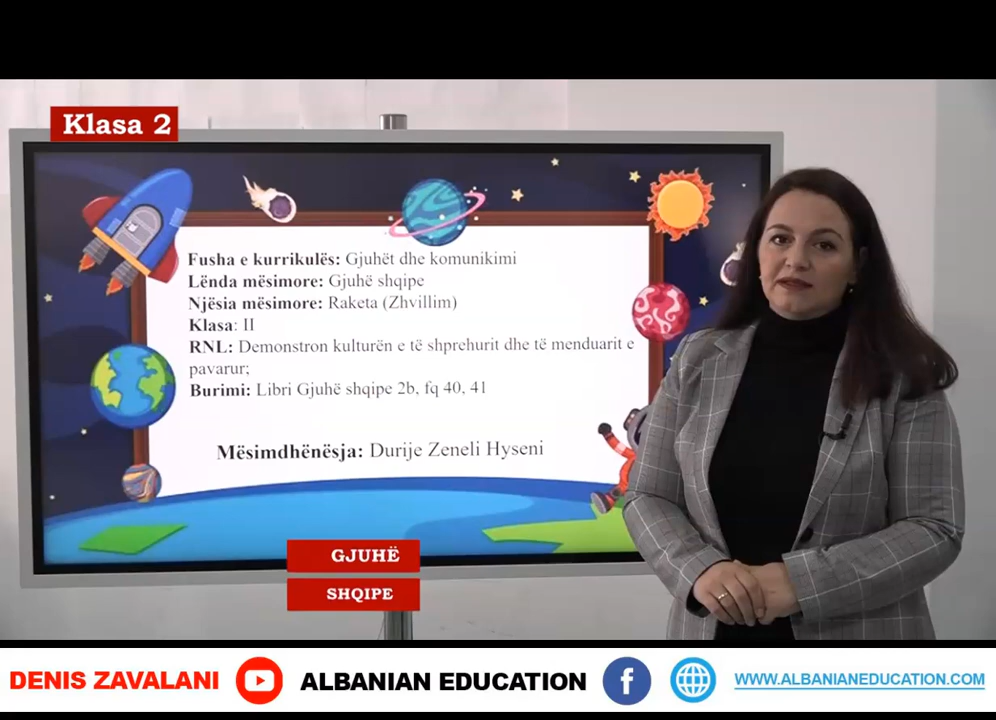 Klasa 2
Fusha e kurrikulës: Gjuhët dhe komunikimi
Lënda mësimore: Gjuhë shqipe
Njësia mësimore: Raketa (Zhvillim)
Klasa: II
RNL: Demonstron kulturën e të shprehurit dhe të menduarit e
pavarur;
Burimi: Libri Gjuhë shqipe 2b, fq 40, 41
Mësimdhënësja: Durije Zeneli Hyseni
GJUHË
SHQIPE
DENIS ZAVALANI
ALBANIAN EDUCATION
WWW.ALBANIANEDUCATION.COM